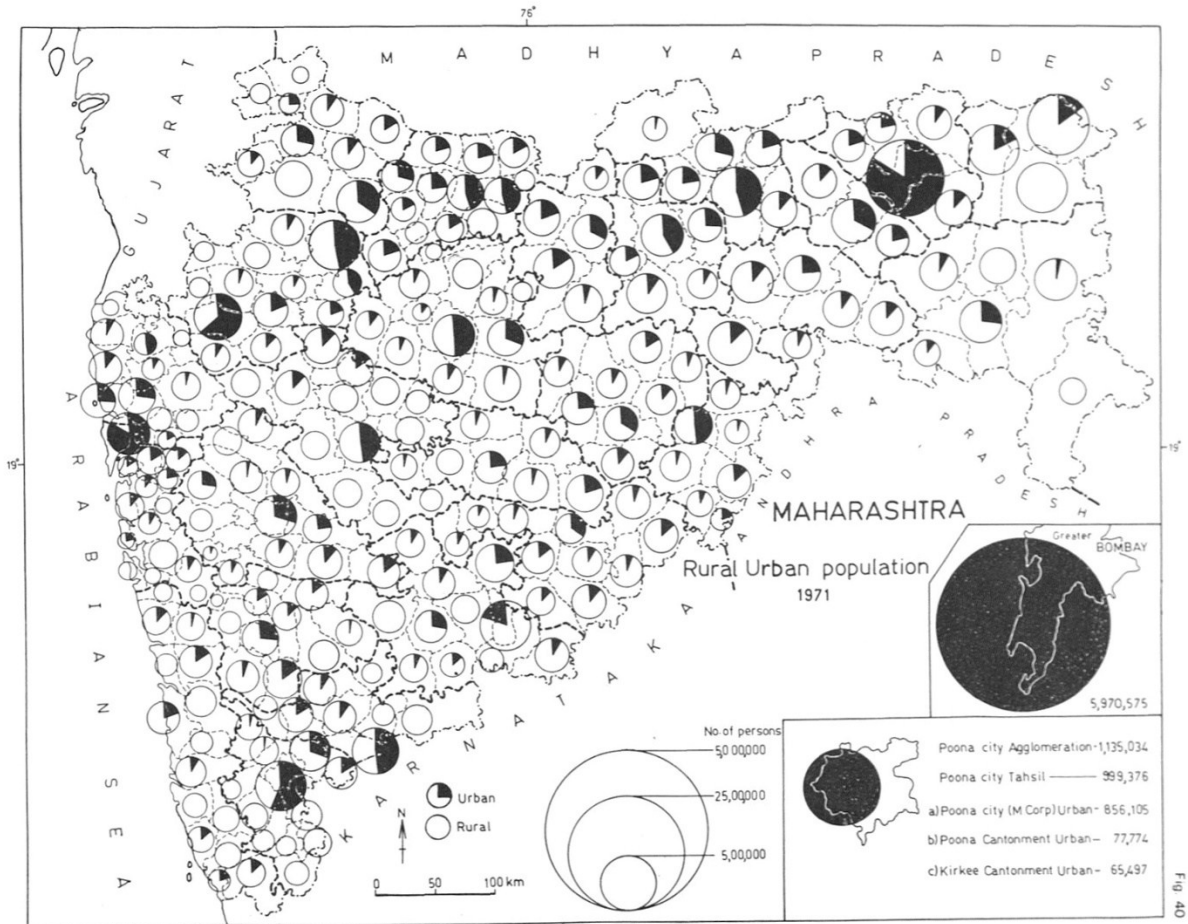 76°
MADHYA PRADESH
GUJARAT
ARABIAN SEA
KARNATAKA
ANDHRA PRADESH
19°
19°
MAHARASHTRA
Rural Urban population
1971
Greater
BOMBAY
5,970,575
No. of persons
5,00,00,000
25,00,000
5,00,000
Urban
Rural
N
0 50 100 km
Poona city Agglomeration - 1,135,034
Poona city Tahsil — 999,376
a) Poona city (M Corp) Urban - 856,105
b) Poona Cantonment Urban - 77,774
c) Kirkee Cantonment Urban - 65,497
Fig 40